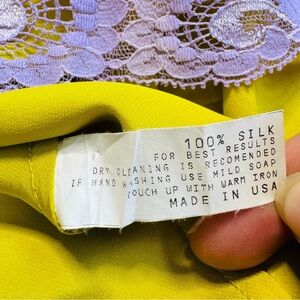 100% SILK
FOR BEST RESULTS
DRY CLEANING IS RECOMENDED
IF HAND WASHING USE MILD SOAP
TOUCH UP WITH WARM IRON
MADE IN USA